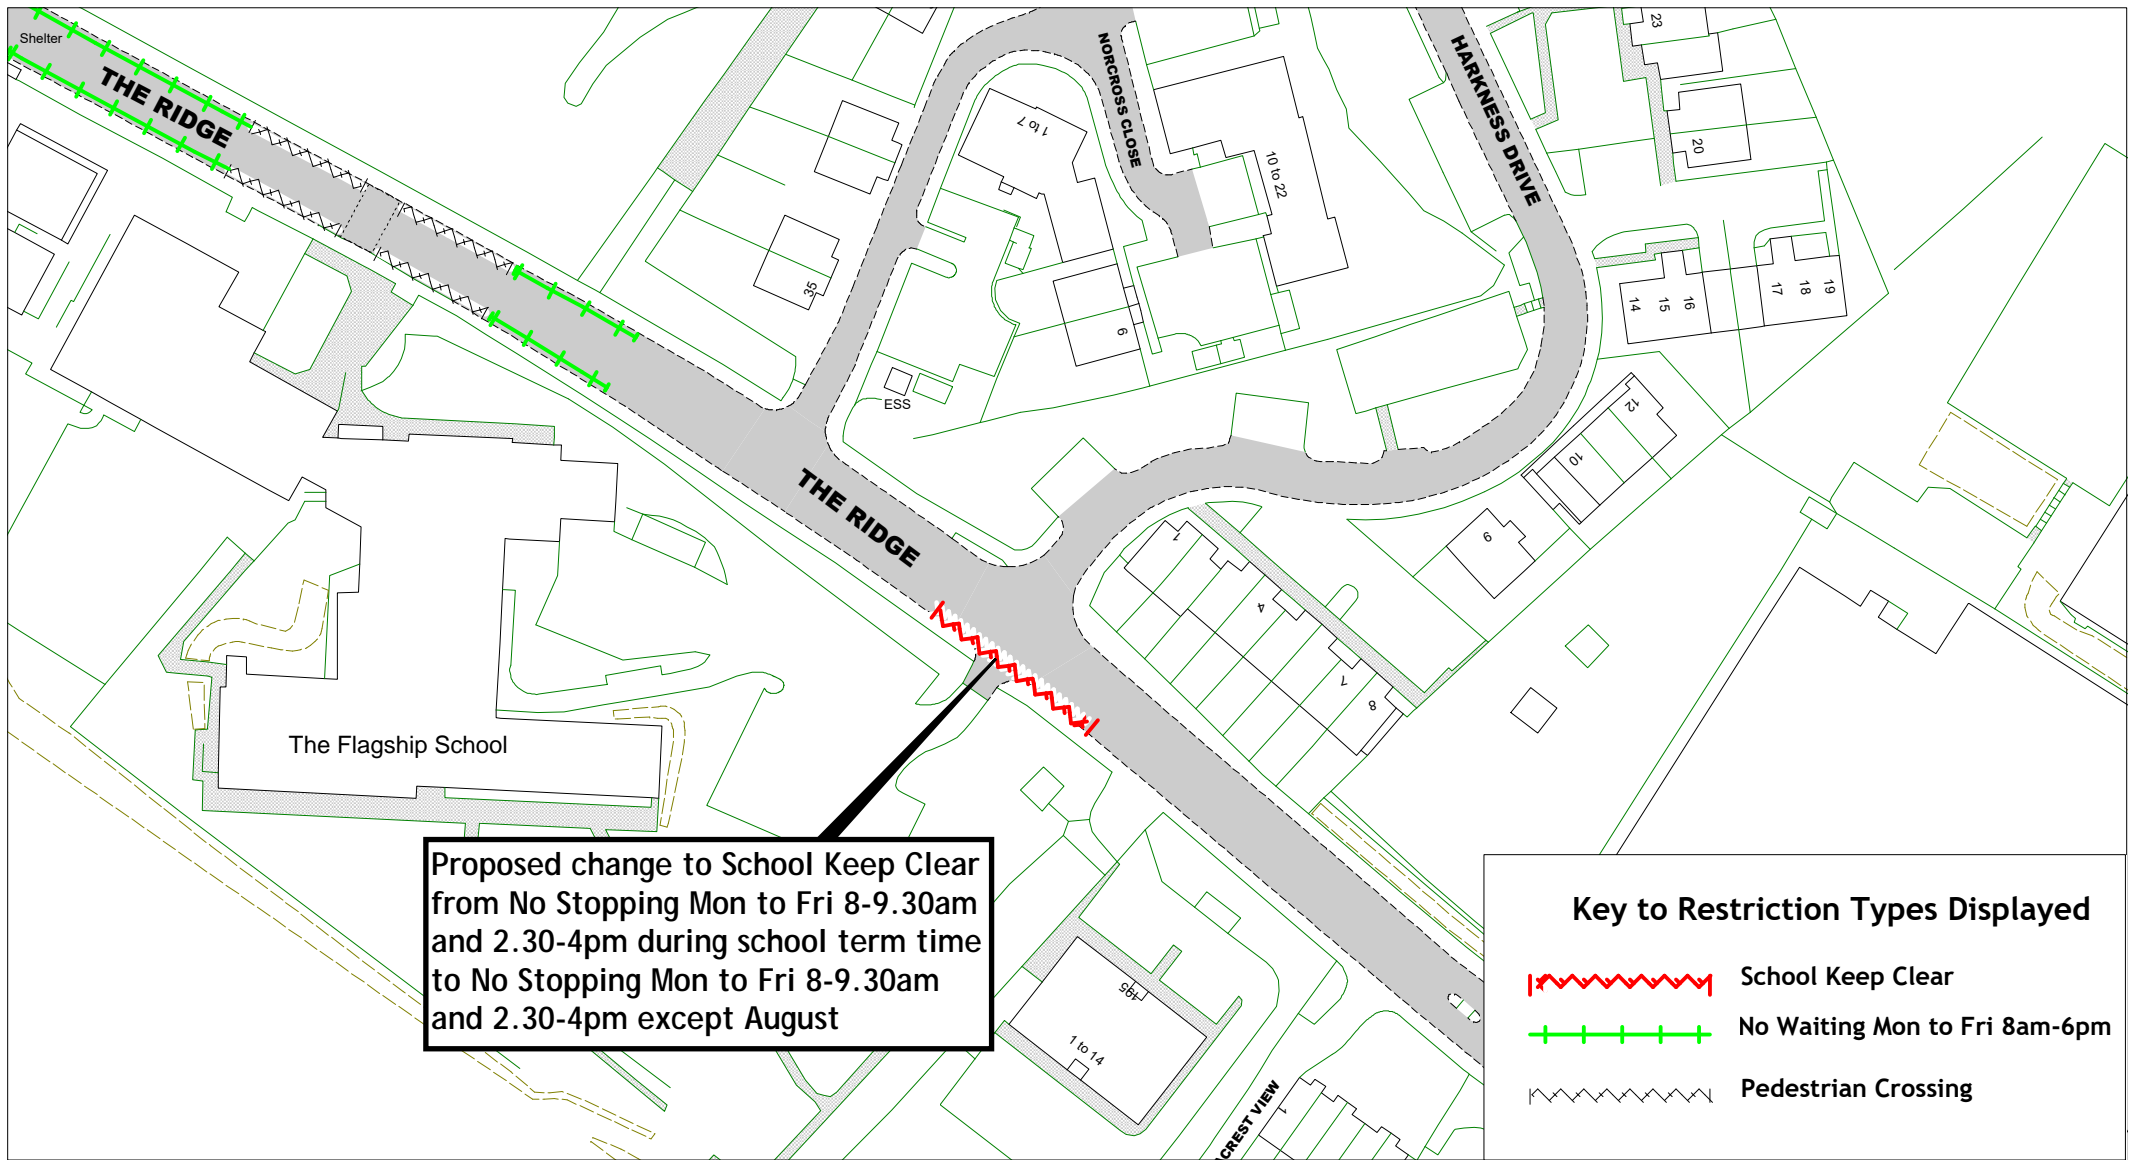 Shelter
THE RIDGE
NORCROSS CLOSE
HARKNESS DRIVE
23
20
1 to 7
10 to 22
35
6
14
15
16
17
18
19
ESS
12
10
9
THE RIDGE
1
4
7
8
The Flagship School
Proposed change to School Keep Clear
from No Stopping Mon to Fri 8-9.30am
and 2.30-4pm during school term time
to No Stopping Mon to Fri 8-9.30am
and 2.30-4pm except August
195
1 to 14
CREST VIEW
1
Key to Restriction Types Displayed
School Keep Clear
No Waiting Mon to Fri 8am-6pm
Pedestrian Crossing